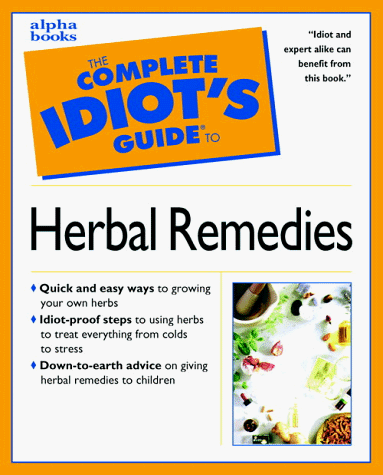 alpha
books
"Idiot and
expert alike can
benefit from
this book."
THE
COMPLETE
IDIOT'S
GUIDE® TO
Herbal Remedies
♦ Quick and easy ways to growing
your own herbs
♦ Idiot-proof steps to using herbs
to treat everything from colds
to stress
♦ Down-to-earth advice on giving
herbal remedies to children